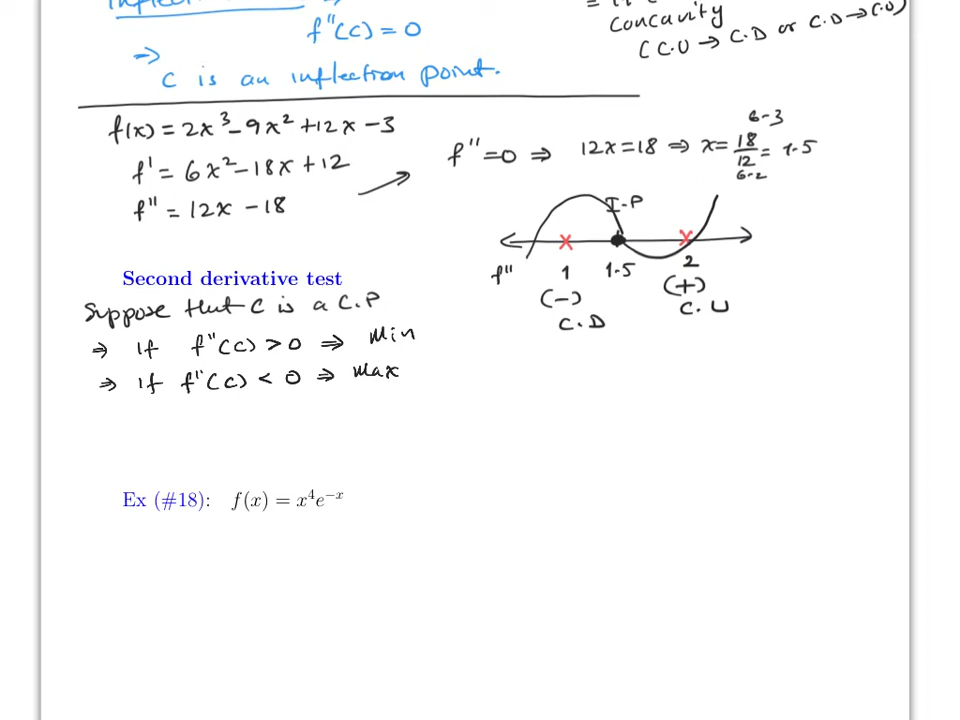 f''(c) = 0
⇒
C is an inflection point.
concavity
(C.U → C.D or C.D → C.U)
f(x) = 2x³ - 9x² + 12x - 3
f' = 6x² - 18x + 12
f'' = 12x - 18
f'' = 0 ⇒ 12x = 18 ⇒ x = 18/12 = 1.5
6-3
6-2
I.P
f'' 1 1.5 2
(-) (+)
C.D C.U
Second derivative test
Suppose that C is a C.P
⇒ if f''(c) > 0 ⇒ Min
⇒ if f''(c) < 0 ⇒ Max
Ex (#18): f(x) = x⁴e⁻ˣ